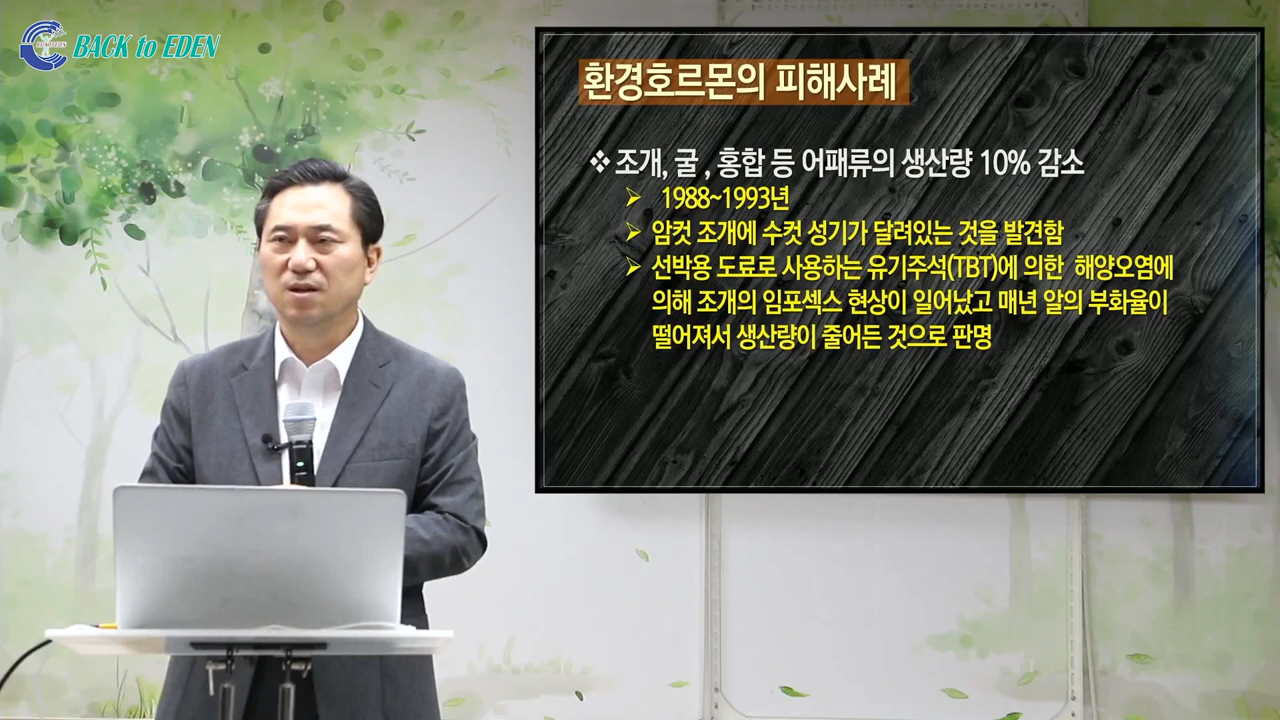 BACK to EDEN
환경호르몬의 피해사례
❖ 조개, 굴 , 홍합 등 어패류의 생산량 10% 감소
➢ 1988~1993년
➢ 암컷 조개에 수컷 성기가 달려있는 것을 발견함
➢ 선박용 도료로 사용하는 유기주석(TBT)에 의한 해양오염에
의해 조개의 임포섹스 현상이 일어났고 매년 알의 부화율이
떨어져서 생산량이 줄어든 것으로 판명